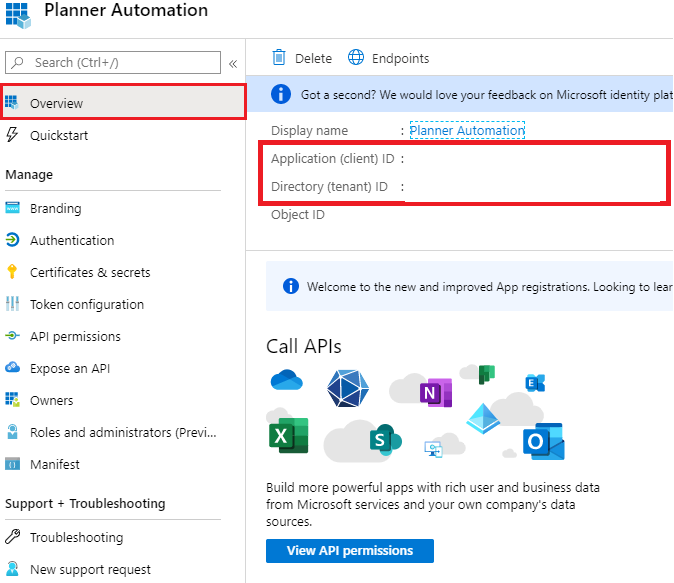 Planner Automation
Search (Ctrl+/)
«
Overview
Quickstart
Manage
Branding
Authentication
Certificates & secrets
Token configuration
API permissions
Expose an API
Owners
Roles and administrators (Previ...
Manifest
Support + Troubleshooting
Troubleshooting
New support request
Delete
Endpoints
Got a second? We would love your feedback on Microsoft identity plat
Display name : Planner Automation
Application (client) ID :
Directory (tenant) ID :
Object ID
Welcome to the new and improved App registrations. Looking to lear
Call APIs
N
E
X
S
O
Build more powerful apps with rich user and business data
from Microsoft services and your own company's data
sources.
View API permissions